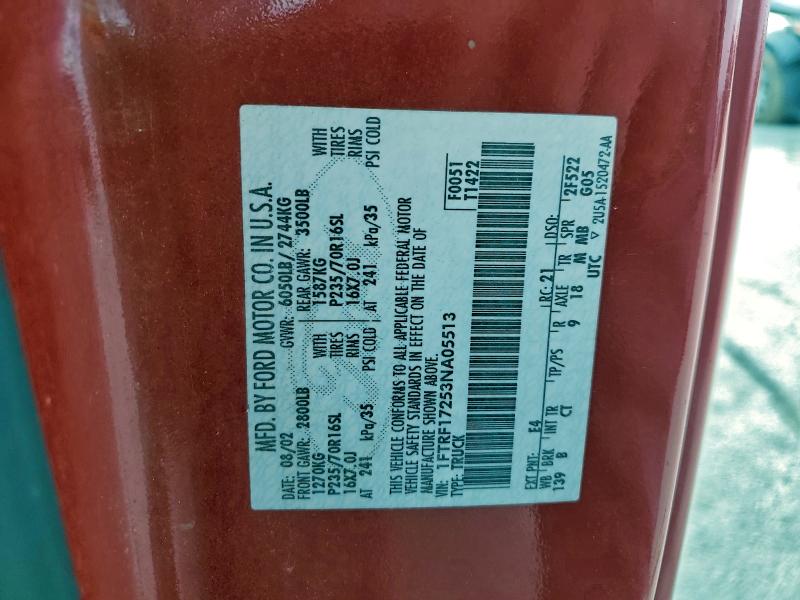 MFD. BY FORD MOTOR CO. IN U.S.A.
DATE: 08/02 GVWR: 6050LB / 2744KG
FRONT GAWR: 2800LB REAR GAWR: 3500LB
1270KG WITH 1587KG WITH
P235/70R16SL TIRES P235/70R16SL TIRES
16X7.0J RIMS 16X7.0J RIMS
AT 241 kPa/35 PSI COLD AT 241 kPa/35 PSI COLD
THIS VEHICLE CONFORMS TO ALL APPLICABLE FEDERAL MOTOR
VEHICLE SAFETY STANDARDS IN EFFECT ON THE DATE OF
MANUFACTURE SHOWN ABOVE.
VIN: 1FTRF17253NA05513 F0051
TYPE: TRUCK T1422
EXT PNT: E4 RC: 21 DSO:
WB BRK INT TR TP/PS R AXLE TR SPR 2F522
139 B CT 9 18 M MB G05
UTC ▽ 2U5A-1520472-AA